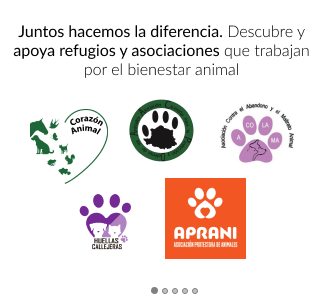 Juntos hacemos la diferencia. Descubre y
apoya refugios y asociaciones que trabajan
por el bienestar animal
Corazón
Animal
Asociación Contra el Abandono y el Maltrato Animal
A CO LA MA
HUELLAS
CALLEJERAS
APRANI
ASOCIACIÓN PROTECTORA DE ANIMALES